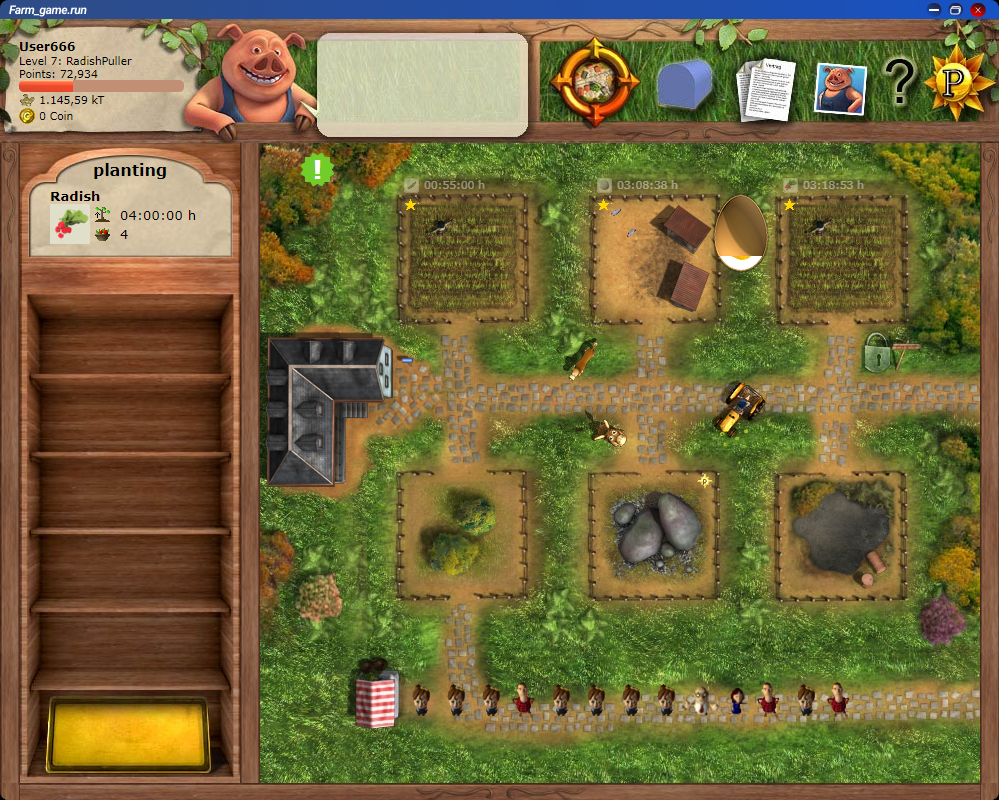 Farm_game.run
User666
Level 7: RadishPuller
Points: 72,934
1.145,59 kT
0 Coin
Vertrag
?
P
planting
Radish
04:00:00 h
4
!
00:55:00 h
03:08:38 h
03:18:53 h
P